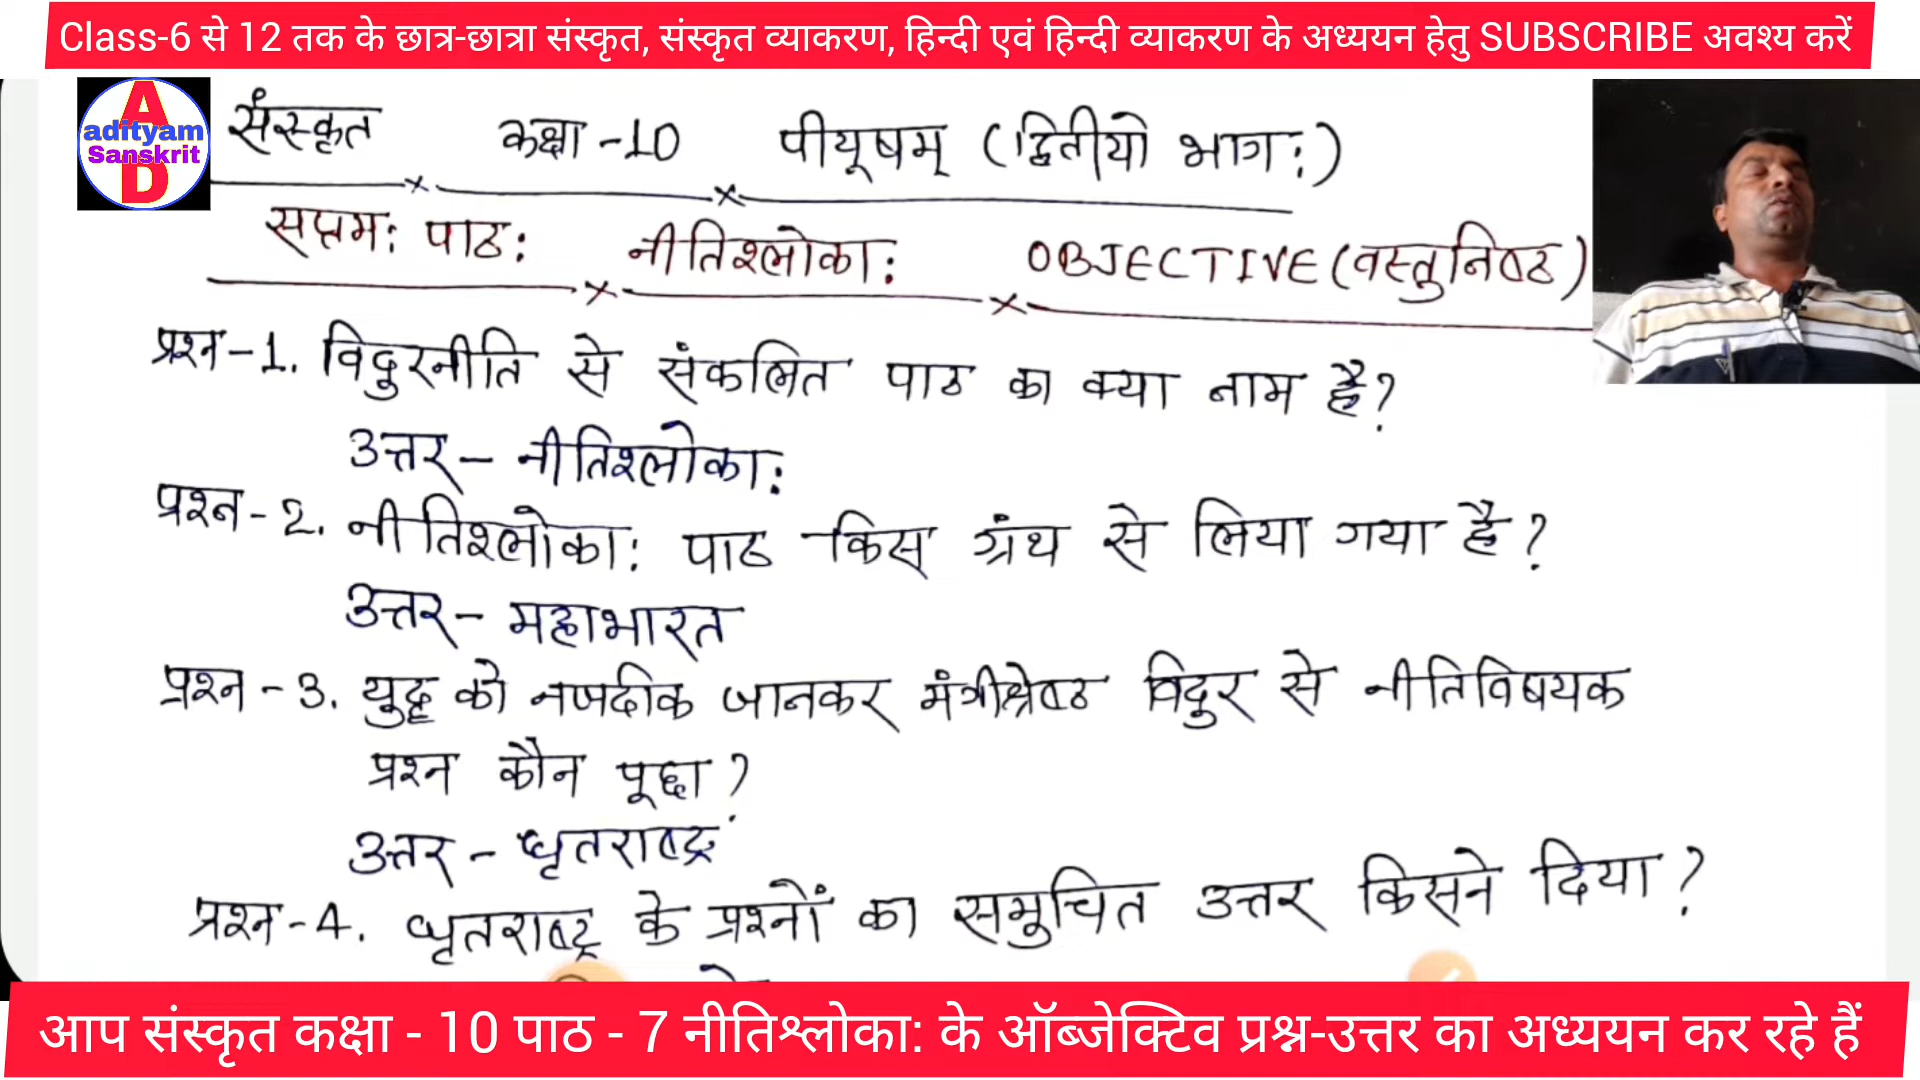 Class-6 से 12 तक के छात्र-छात्रा संस्कृत, संस्कृत व्याकरण, हिन्दी एवं हिन्दी व्याकरण के अध्ययन हेतु SUBSCRIBE अवश्य करें
A
adityam
Sanskrit
D
संस्कृत कक्षा -10 पीयूषम् (द्वितीयो भागः)
सप्तमः पाठः नीतिश्लोकाः OBJECTIVE (वस्तुनिष्ठ)
प्रश्न-1. विदुरनीति से संकलित पाठ का क्या नाम है?
उत्तर - नीतिश्लोकाः
प्रश्न-2. नीतिश्लोकाः पाठ किस ग्रंथ से लिया गया है?
उत्तर - महाभारत
प्रश्न-3. युद्ध को नजदीक जानकर मंत्रीश्रेष्ठ विदुर से नीतिविषयक
प्रश्न कौन पूछा?
उत्तर - धृतराष्ट्र
प्रश्न-4. धृतराष्ट्र के प्रश्नों का समुचित उत्तर किसने दिया?
आप संस्कृत कक्षा - 10 पाठ - 7 नीतिश्लोका: के ऑब्जेक्टिव प्रश्न-उत्तर का अध्ययन कर रहे हैं